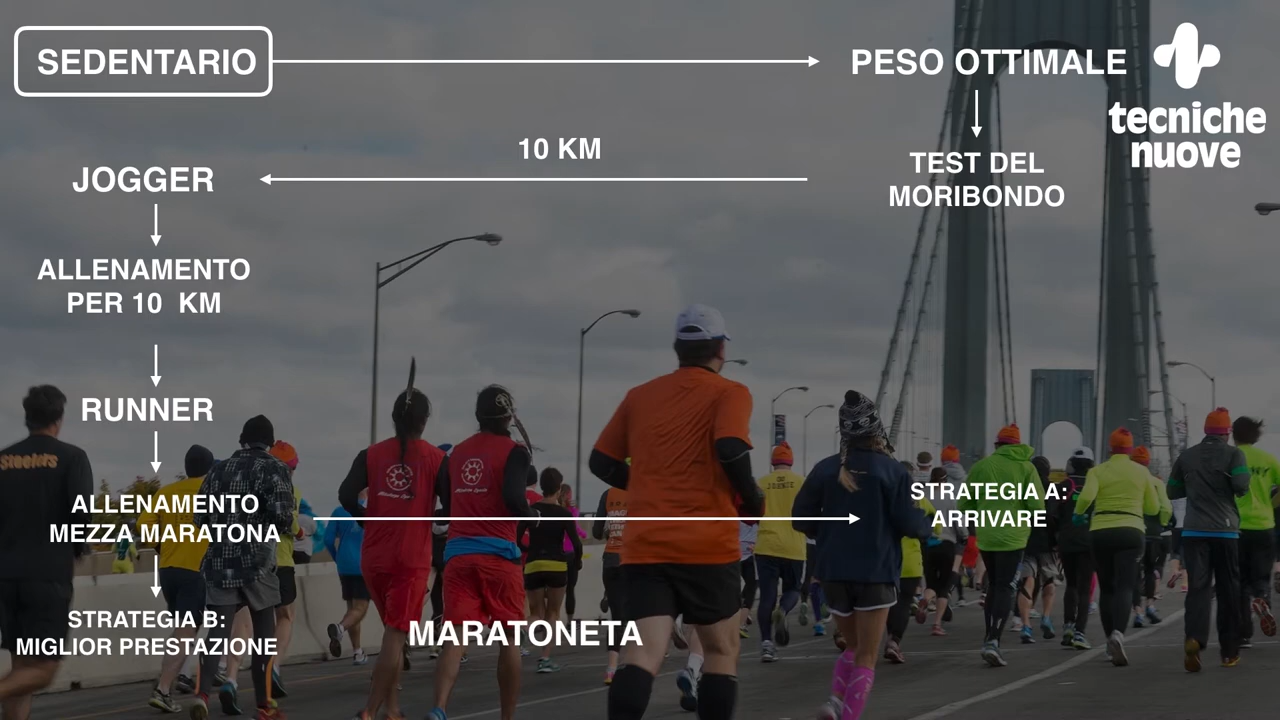 SEDENTARIO
PESO OTTIMALE
tecniche
nuove
10 KM
TEST DEL
MORIBONDO
JOGGER
ALLENAMENTO
PER 10 KM
RUNNER
Steelers
ALLENAMENTO
MEZZA MARATONA
STRATEGIA A:
ARRIVARE
STRATEGIA B:
MIGLIOR PRESTAZIONE
MARATONETA